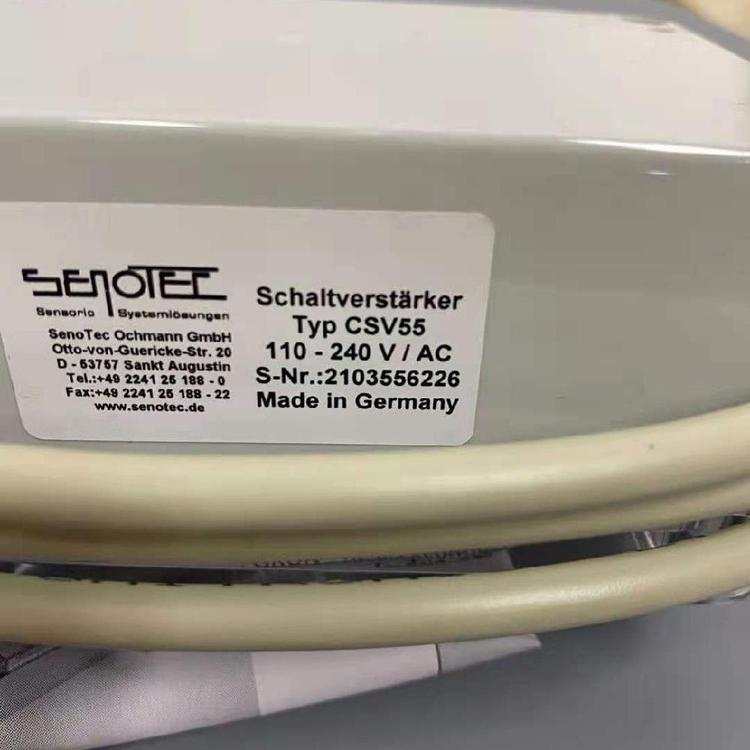 SENOTEC
Sensorio Systemlösungen
SenoTec Ochmann GmbH
Otto-von-Guericke-Str. 20
D - 53757 Sankt Augustin
Tel.:+49 2241 25 188 - 0
Fax:+49 2241 25 188 - 22
www.senotec.de
Schaltverstärker
Typ CSV55
110 - 240 V / AC
S-Nr.:2103556226
Made in Germany